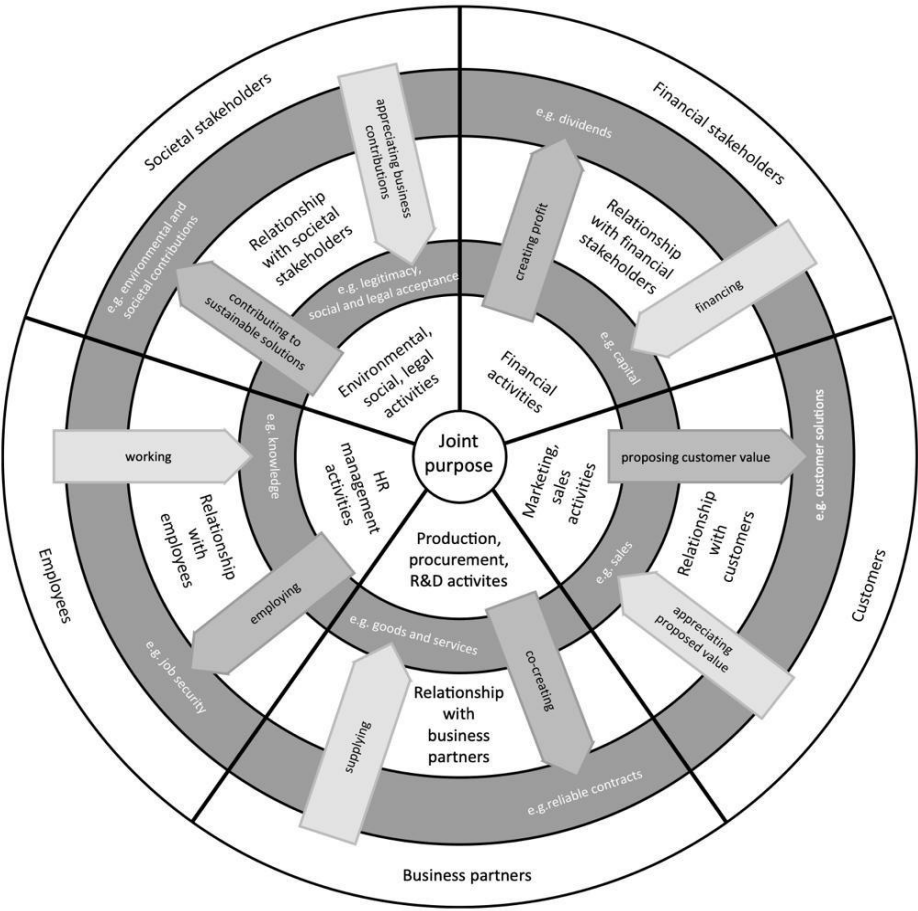 Societal stakeholders
Financial stakeholders
appreciating business
contributions
e.g. dividends
e.g. environmental and
societal contributions
Relationship
with societal
stakeholders
creating profit
Relationship
with financial
stakeholders
financing
contributing to
sustainable solutions
e.g. legitimacy,
social and legal acceptance
e.g. capital
Environmental,
social, legal
activities
Financial
activities
Joint
purpose
working
e.g. knowledge
HR
management
activities
Marketing,
sales
activities
proposing customer value
e.g. customer solutions
Relationship
with
employees
Relationship
with
customers
Employees
Customers
employing
Production,
procurement,
R&D activites
e.g. sales
appreciating
proposed value
e.g. job security
e.g. goods and services
supplying
Relationship
with
business
partners
co-creating
e.g.reliable contracts
Business partners